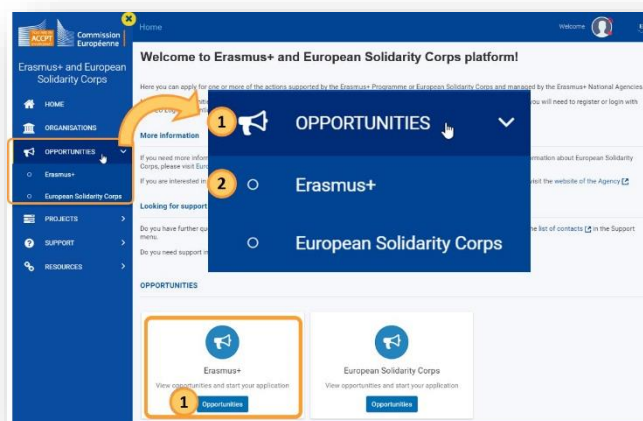 ACCPT
Commission
Européenne
Home
Welcome
Erasmus+ and European
Solidarity Corps
HOME
ORGANISATIONS
OPPORTUNITIES
Erasmus+
European Solidarity Corps
PROJECTS
SUPPORT
RESOURCES
Welcome to Erasmus+ and European Solidarity Corps platform!
Here you can apply for one or more of the actions supported by the Erasmus+ Programme or European Solidarity Corps and managed by the Erasmus+ National Agencies
you will need to register or login with
More information
If you need more
Corps, please visit
information about European Solidarity
If you are interested in
visit the website of the Agency
Looking for support
Do you have further
the list of contacts in the Support
menu.
Do you need support
1 OPPORTUNITIES
2 Erasmus+
European Solidarity Corps
OPPORTUNITIES
Erasmus+
View opportunities and start your application
1 Opportunities
European Solidarity Corps
View opportunities and start your application
Opportunities